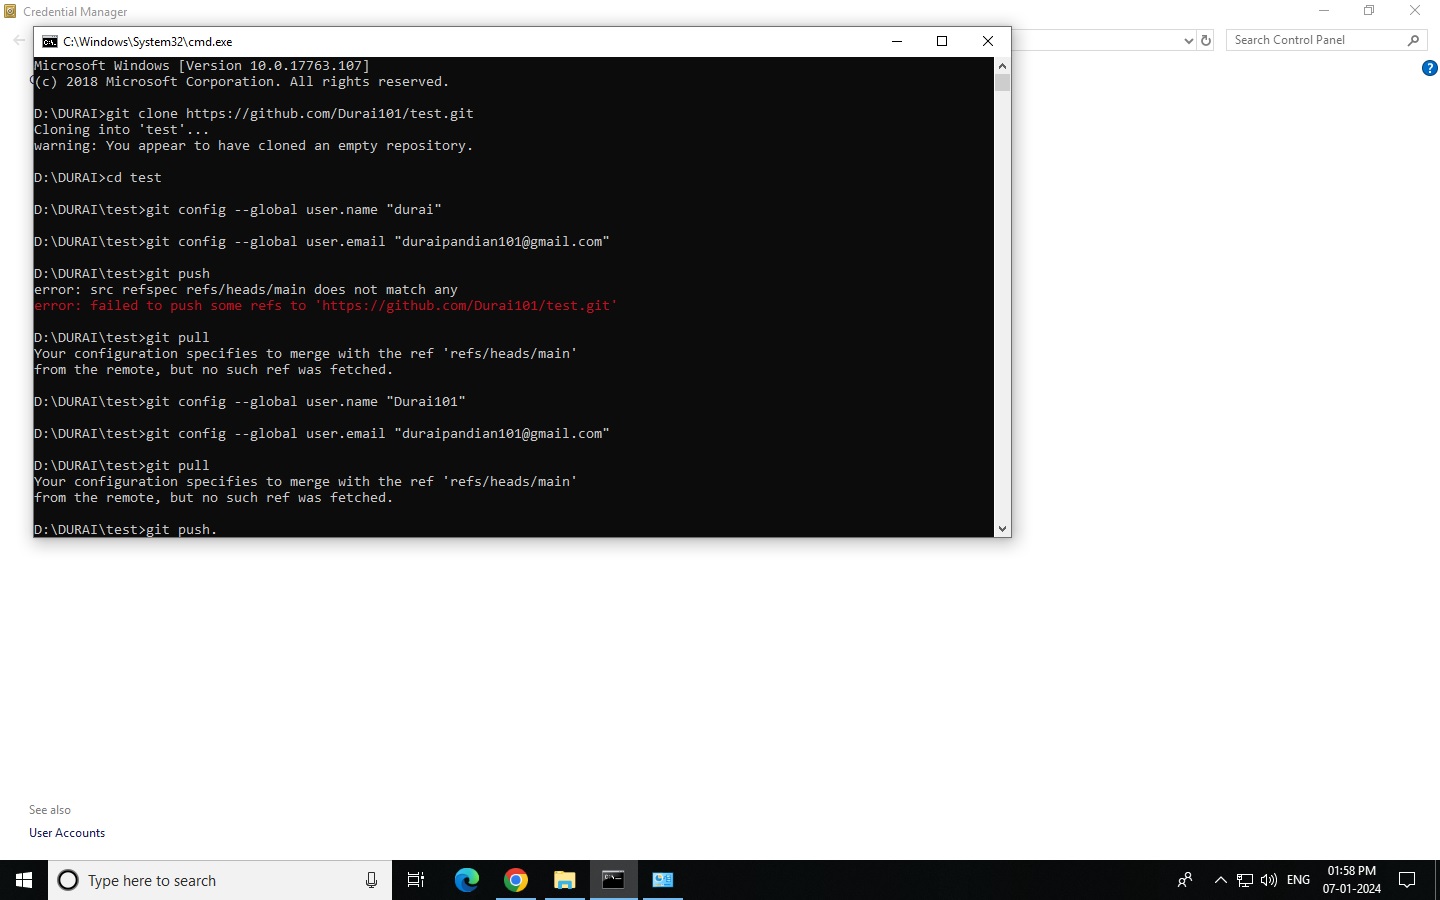 Credential Manager
C:\Windows\System32\cmd.exe
Search Control Panel
Microsoft Windows [Version 10.0.17763.107]
(c) 2018 Microsoft Corporation. All rights reserved.
D:\DURAI>git clone https://github.com/Durai101/test.git
Cloning into 'test'...
warning: You appear to have cloned an empty repository.
D:\DURAI>cd test
D:\DURAI\test>git config --global user.name "durai"
D:\DURAI\test>git config --global user.email "duraipandian101@gmail.com"
D:\DURAI\test>git push
error: src refspec refs/heads/main does not match any
error: failed to push some refs to 'https://github.com/Durai101/test.git'
D:\DURAI\test>git pull
Your configuration specifies to merge with the ref 'refs/heads/main'
from the remote, but no such ref was fetched.
D:\DURAI\test>git config --global user.name "Durai101"
D:\DURAI\test>git config --global user.email "duraipandian101@gmail.com"
D:\DURAI\test>git pull
Your configuration specifies to merge with the ref 'refs/heads/main'
from the remote, but no such ref was fetched.
D:\DURAI\test>git push.
See also
User Accounts
Type here to search
ENG
01:58 PM
07-01-2024